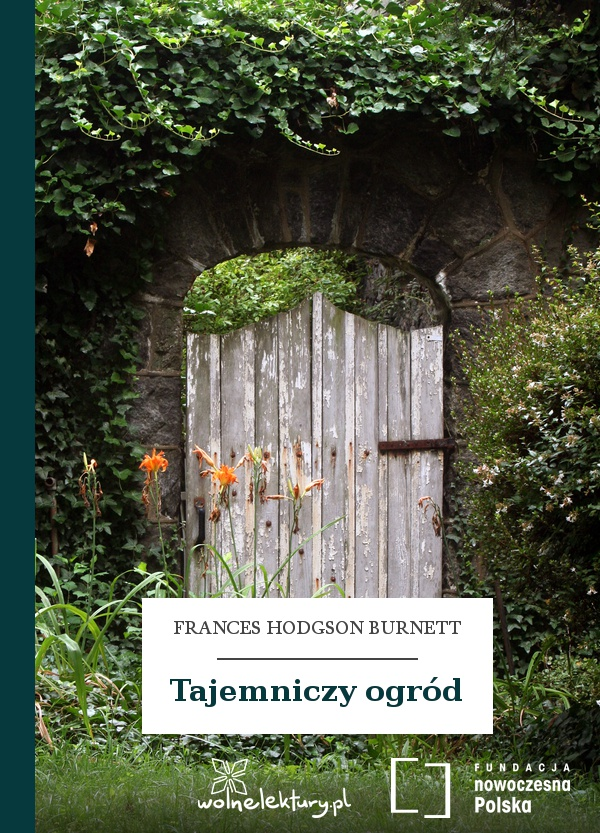 FRANCES HODGSON BURNETT
Tajemniczy ogród
wolnelektury.pl
FUNDACJA
nowoczesna
Polska